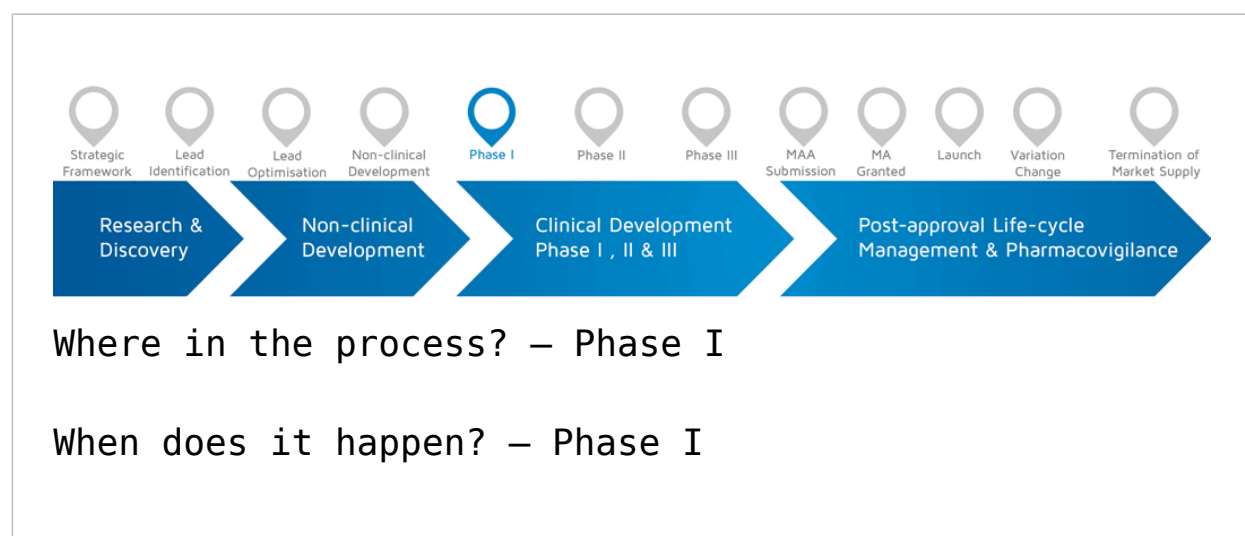 Strategic Framework
Lead Identification
Lead Optimisation
Non-clinical Development
Phase I
Phase II
Phase III
MAA Submission
MA Granted
Launch
Variation Change
Termination of Market Supply
Research &
Discovery
Non-clinical
Development
Clinical Development
Phase I , II & III
Post-approval Life-cycle
Management & Pharmacovigilance
Where in the process? – Phase I
When does it happen? – Phase I